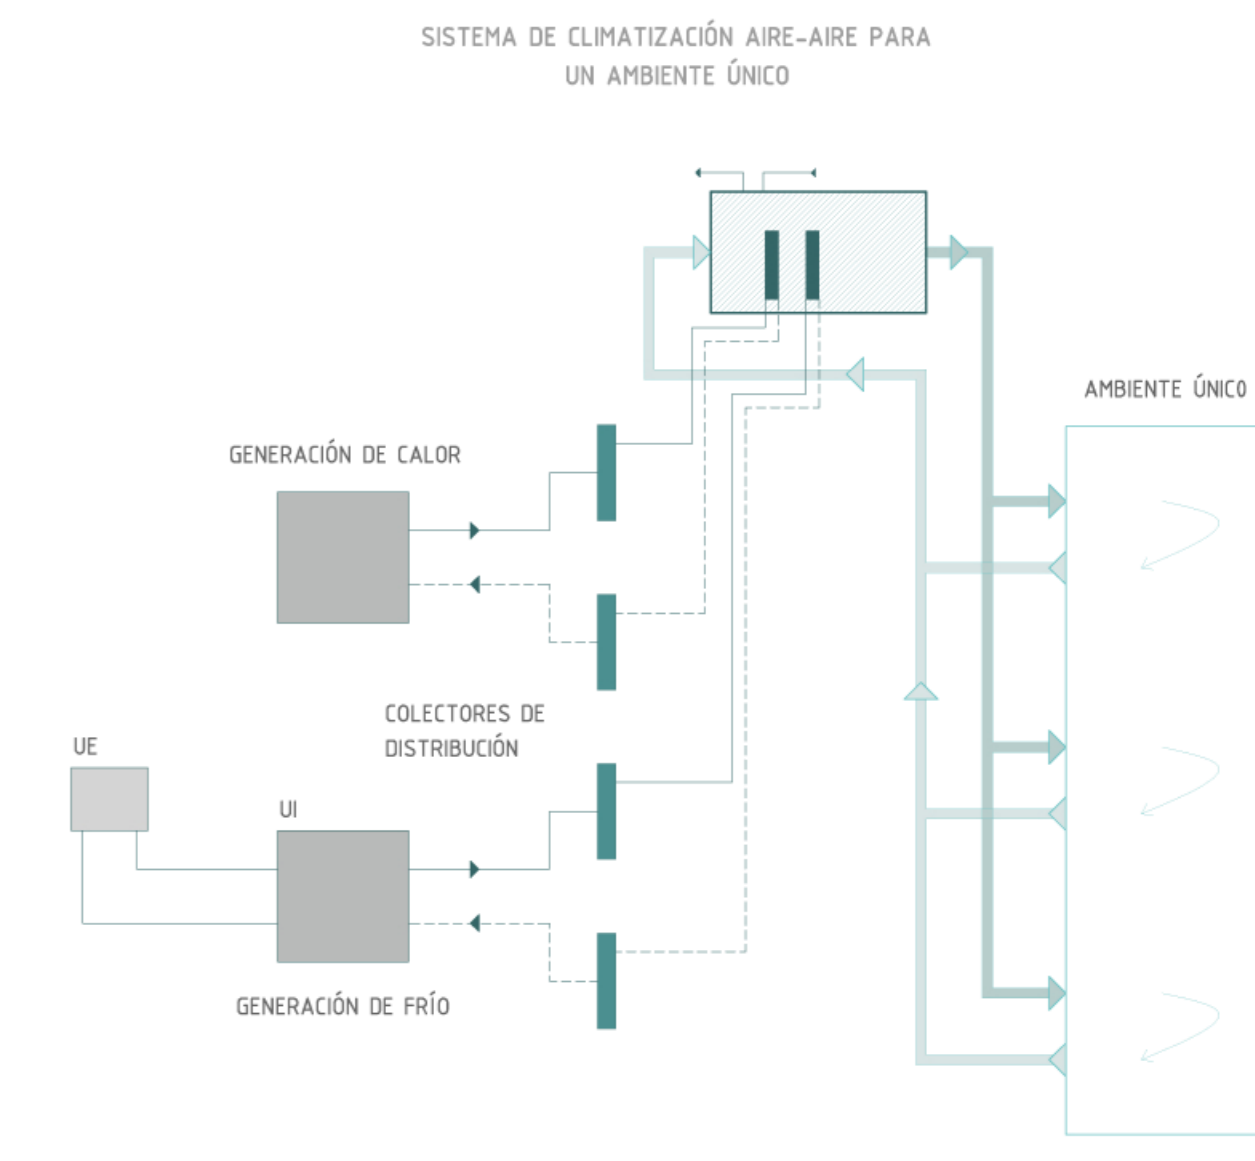 SISTEMA DE CLIMATIZACIÓN AIRE-AIRE PARA
UN AMBIENTE ÚNICO
AMBIENTE ÚNICO
GENERACIÓN DE CALOR
COLECTORES DE
DISTRIBUCIÓN
UE
UI
GENERACIÓN DE FRÍO